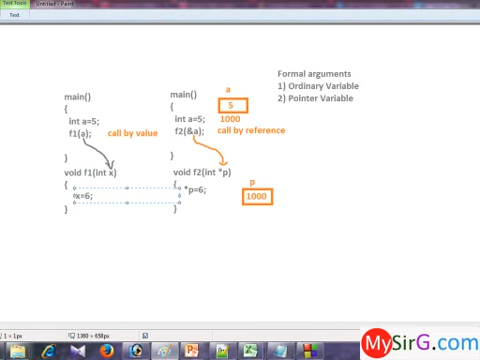 Text Tools
Untitled - Paint
Text
main()
{
int a=5;
f1(a);
call by value
}
void f1(int x)
{
x=6;
}
main()
{
int a=5;
f2(&a);
}
void f2(int *p)
{
*p=6;
}
a
5
1000
call by reference
p
1000
Formal arguments
1) Ordinary Variable
2) Pointer Variable
1 × 1px
MySirG.com